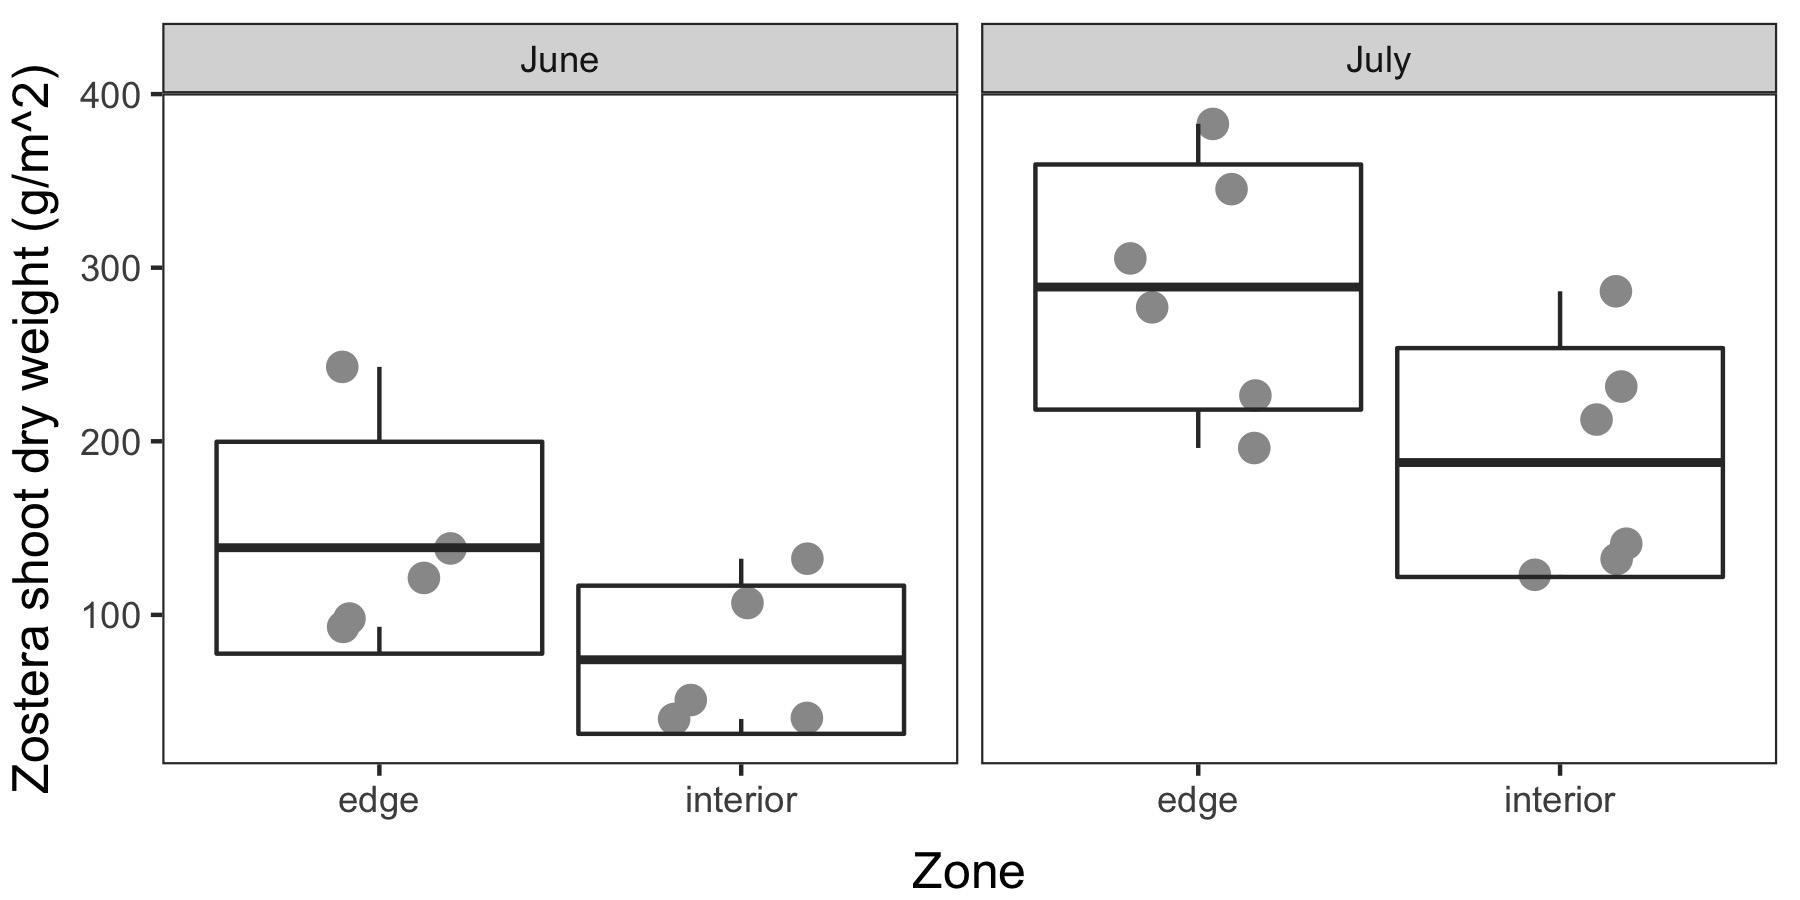 June
July
Zostera shoot dry weight (g/m^2)
400
300
200
100
edge
interior
edge
interior
Zone